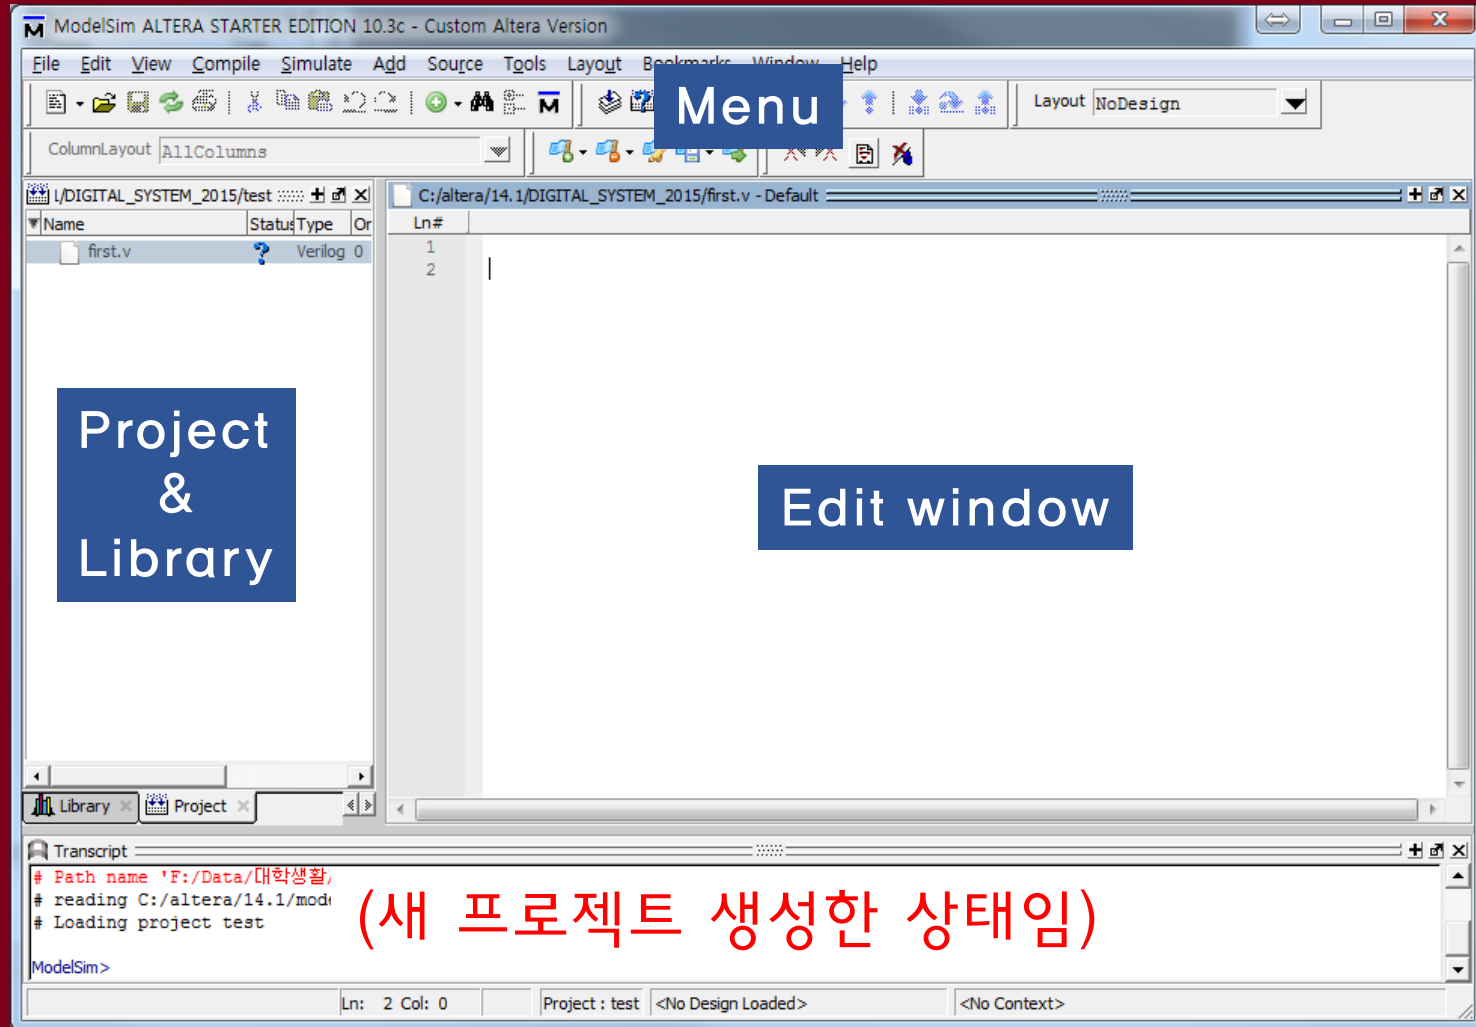 ModelSim ALTERA STARTER EDITION 10.3c - Custom Altera Version
File Edit View Compile Simulate Add Source Tools Layout Bookmarks Window Help
Menu
Layout NoDesign
ColumnLayout AllColumns
l/DIGITAL_SYSTEM_2015/test
C:/altera/14.1/DIGITAL_SYSTEM_2015/first.v - Default
Name Status Type Or
Ln#
first.v ? Verilog 0
1
2
Project
&
Library
Edit window
Library Project
Transcript
# Path name 'F:/Data/대학생활/
# reading C:/altera/14.1/mode
# Loading project test
(새 프로젝트 생성한 상태임)
ModelSim>
Ln: 2 Col: 0 Project : test <No Design Loaded> <No Context>